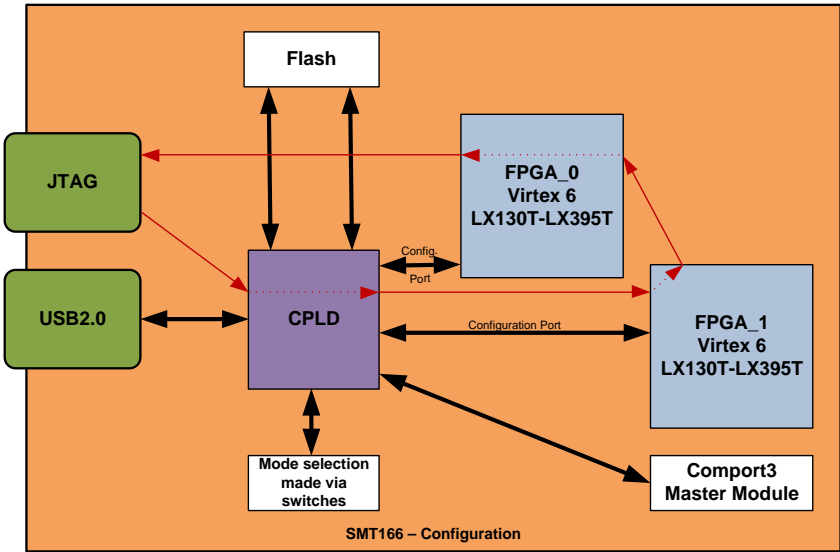 Flash
JTAG
FPGA_0
Virtex 6
LX130T-LX395T
Config.
Port
USB2.0
CPLD
Configuration Port
FPGA_1
Virtex 6
LX130T-LX395T
Mode selection
made via
switches
Comport3
Master Module
SMT166 – Configuration